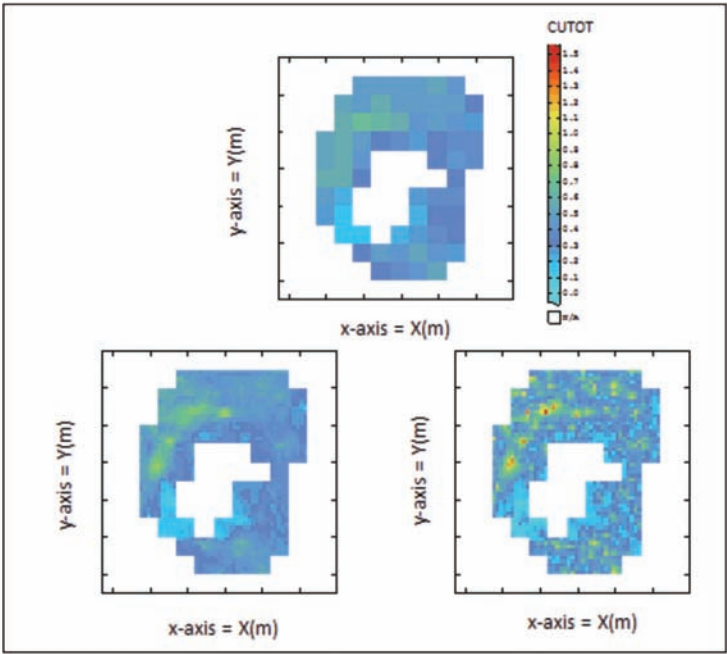 CUTOT
1.5
1.4
1.3
1.2
1.1
1.0
0.9
0.8
0.7
0.6
0.5
0.4
0.3
0.2
0.1
0.0
N/A
y-axis = Y(m)
x-axis = X(m)
y-axis = Y(m)
x-axis = X(m)
y-axis = Y(m)
x-axis = X(m)